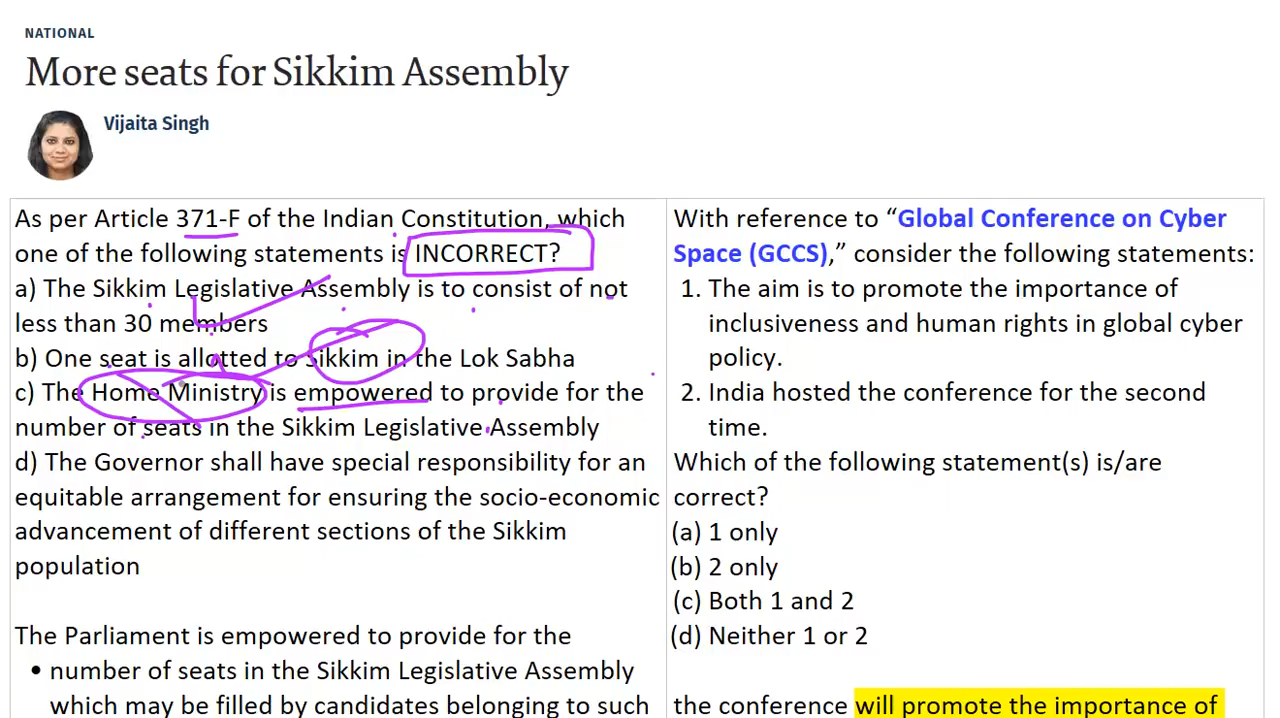 NATIONAL
More seats for Sikkim Assembly
Vijaita Singh
As per Article 371-F of the Indian Constitution, which
one of the following statements is INCORRECT?
a) The Sikkim Legislative Assembly is to consist of not
less than 30 members
b) One seat is allotted to Sikkim in the Lok Sabha
c) The Home Ministry is empowered to provide for the
number of seats in the Sikkim Legislative Assembly
d) The Governor shall have special responsibility for an
equitable arrangement for ensuring the socio-economic
advancement of different sections of the Sikkim
population
The Parliament is empowered to provide for the
• number of seats in the Sikkim Legislative Assembly
which may be filled by candidates belonging to such
With reference to “Global Conference on Cyber
Space (GCCS),” consider the following statements:
1. The aim is to promote the importance of
inclusiveness and human rights in global cyber
policy.
2. India hosted the conference for the second
time.
Which of the following statement(s) is/are
correct?
(a) 1 only
(b) 2 only
(c) Both 1 and 2
(d) Neither 1 or 2
the conference will promote the importance of